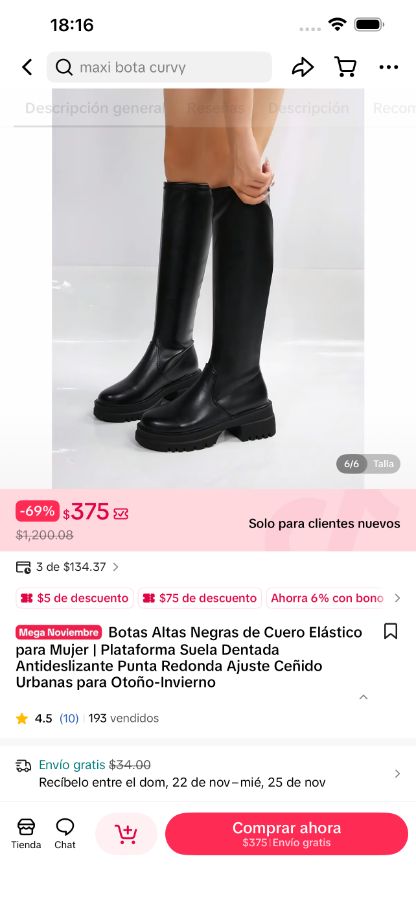 18:16
maxi bota curvy
Descripción general Reseñas Descripción Recom
6/6 Talla
-69% $375
Solo para clientes nuevos
$1,200.08
3 de $134.37
$5 de descuento $75 de descuento Ahorra 6% con bono
Mega Noviembre Botas Altas Negras de Cuero Elástico
para Mujer | Plataforma Suela Dentada
Antideslizante Punta Redonda Ajuste Ceñido
Urbanas para Otoño-Invierno
4.5 (10) 193 vendidos
Envío gratis $34.00
Recíbelo entre el dom, 22 de nov–mié, 25 de nov
Tienda Chat
Comprar ahora
$375 | Envío gratis